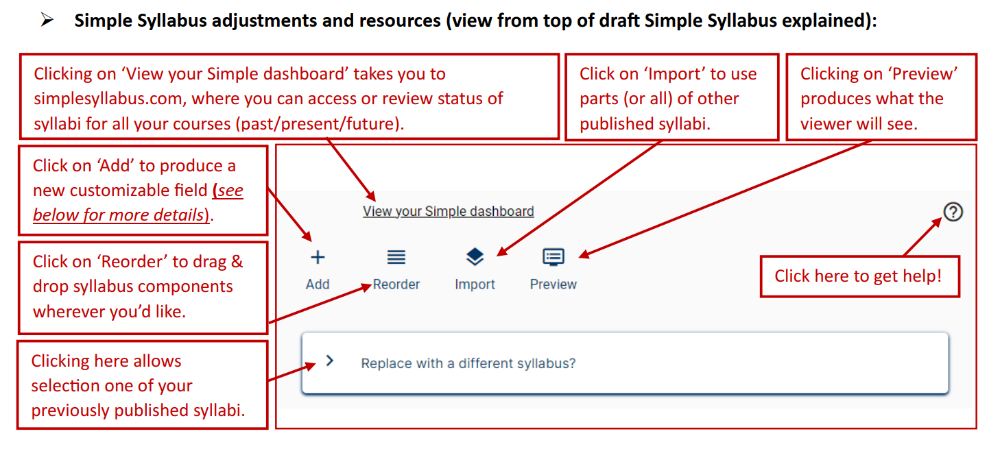 ➢ Simple Syllabus adjustments and resources (view from top of draft Simple Syllabus explained):
Clicking on ‘View your Simple dashboard’ takes you to
simplesyllabus.com, where you can access or review status of
syllabi for all your courses (past/present/future).
Click on ‘Import’ to use
parts (or all) of other
published syllabi.
Clicking on ‘Preview’
produces what the
viewer will see.
Click on ‘Add’ to produce a
new customizable field (see
below for more details).
View your Simple dashboard
Click on ‘Reorder’ to drag &
drop syllabus components
wherever you’d like.
Add
Reorder
Import
Preview
Click here to get help!
Clicking here allows
selection one of your
previously published syllabi.
Replace with a different syllabus?